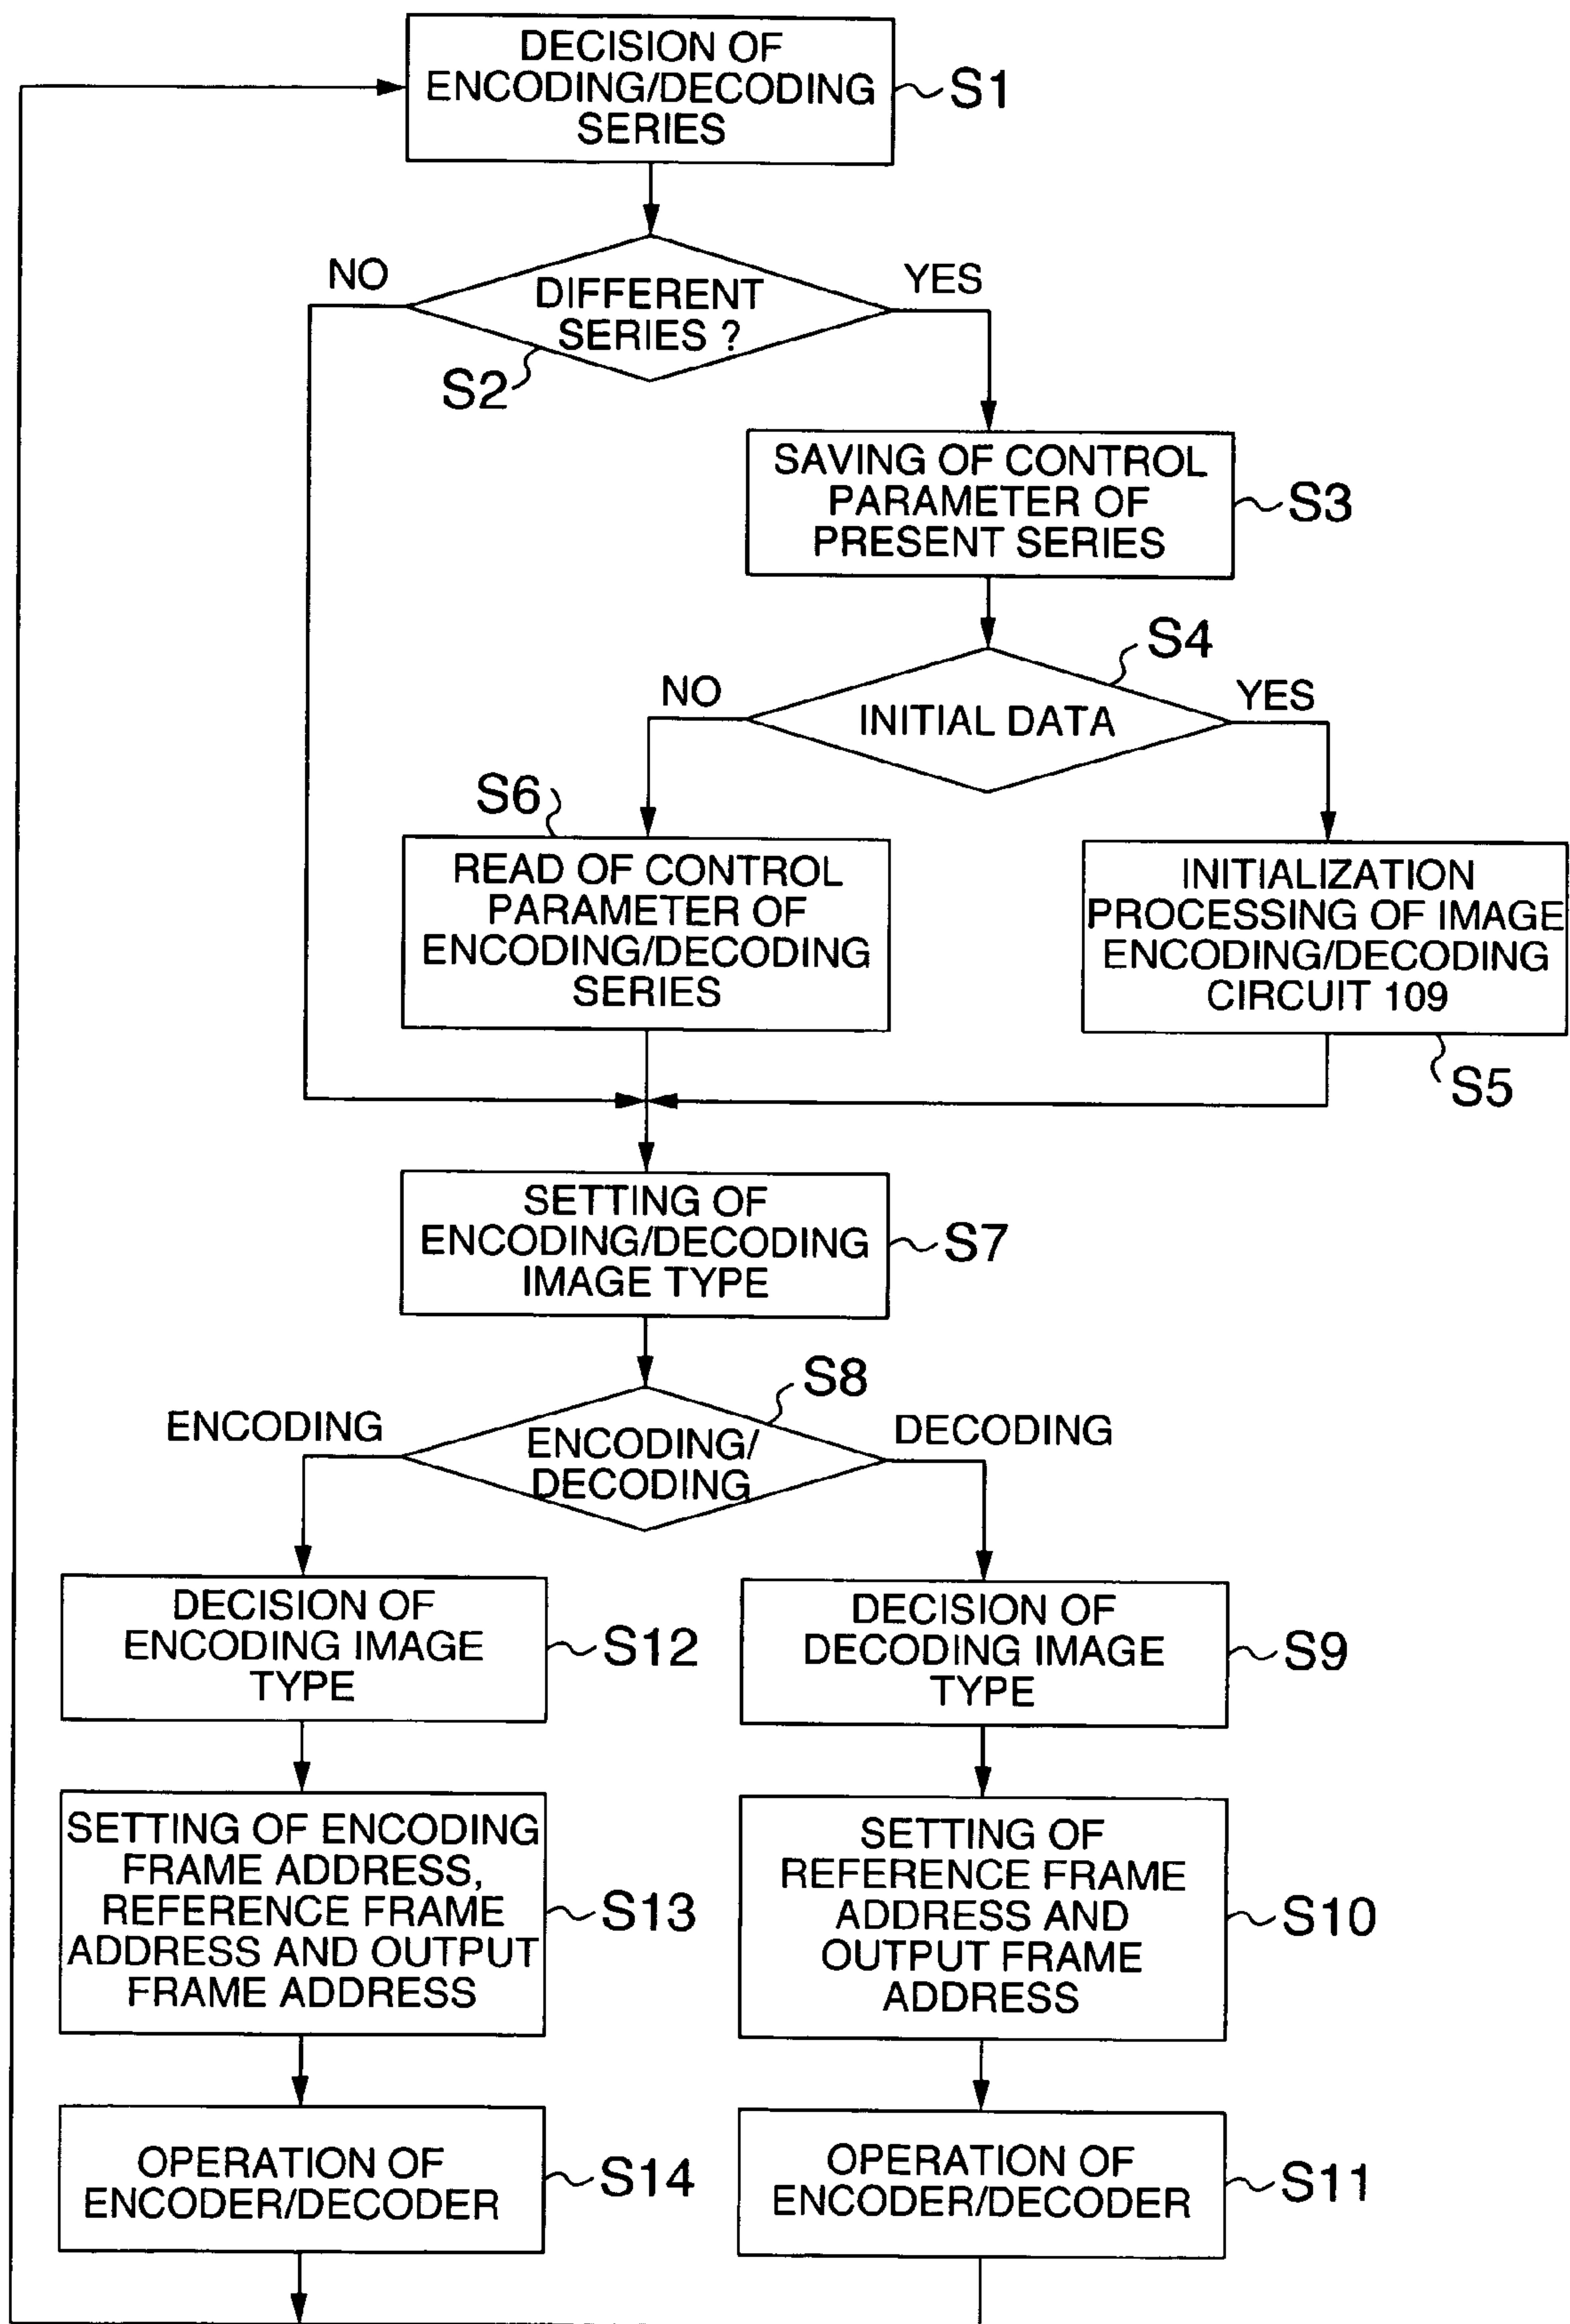 DECISION OF
ENCODING/DECODING
SERIES
S1
NO
YES
DIFFERENT
SERIES ?
S2
SAVING OF CONTROL
PARAMETER OF
PRESENT SERIES
S3
S4
NO
YES
INITIAL DATA
S6
READ OF CONTROL
PARAMETER OF
ENCODING/DECODING
SERIES
INITIALIZATION
PROCESSING OF IMAGE
ENCODING/DECODING
CIRCUIT 109
S5
SETTING OF
ENCODING/DECODING
IMAGE TYPE
S7
S8
ENCODING
DECODING
ENCODING/
DECODING
DECISION OF
ENCODING IMAGE
TYPE
S12
DECISION OF
DECODING IMAGE
TYPE
S9
SETTING OF ENCODING
FRAME ADDRESS,
REFERENCE FRAME
ADDRESS AND OUTPUT
FRAME ADDRESS
S13
SETTING OF
REFERENCE FRAME
ADDRESS AND
OUTPUT FRAME
ADDRESS
S10
OPERATION OF
ENCODER/DECODER
S14
OPERATION OF
ENCODER/DECODER
S11